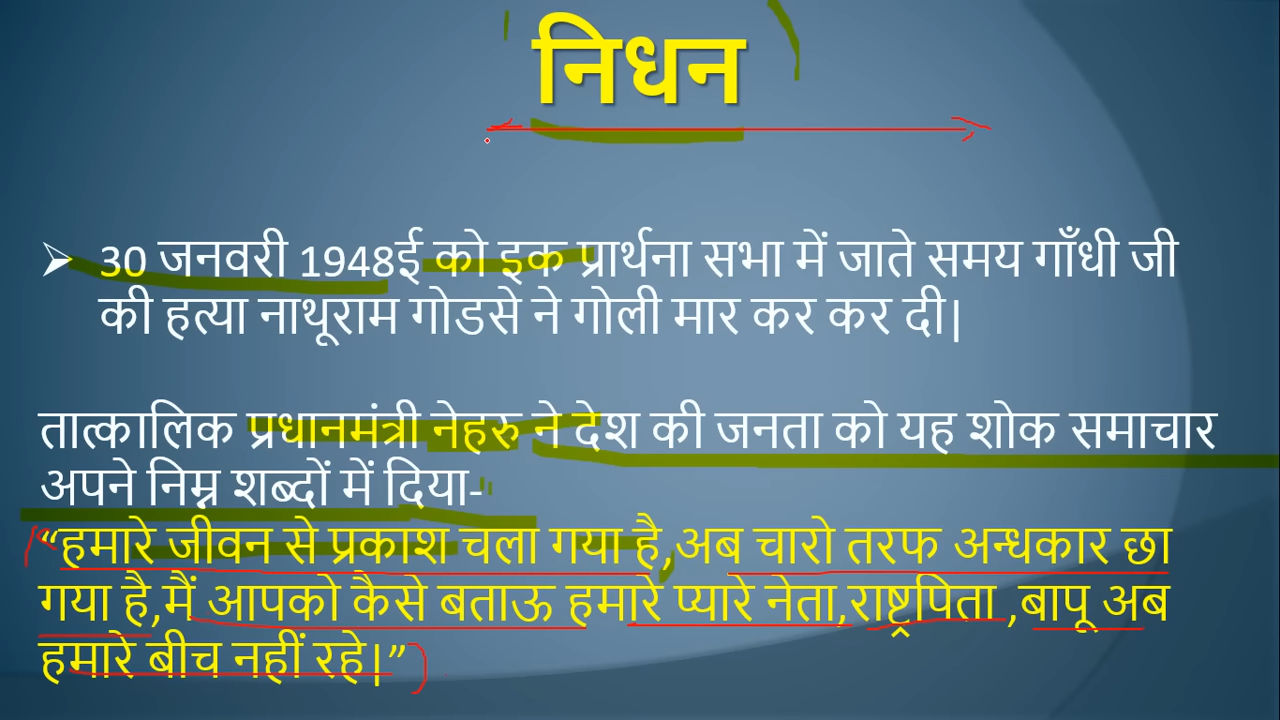 निधन
30 जनवरी 1948ई को इक प्रार्थना सभा में जाते समय गाँधी जी
की हत्या नाथूराम गोडसे ने गोली मार कर कर दी|
तात्कालिक प्रधानमंत्री नेहरु ने देश की जनता को यह शोक समाचार
अपने निम्न शब्दों में दिया-
“हमारे जीवन से प्रकाश चला गया है,अब चारो तरफ अन्धकार छा
गया है,मैं आपको कैसे बताऊ हमारे प्यारे नेता,राष्ट्रपिता ,बापू अब
हमारे बीच नहीं रहे|”